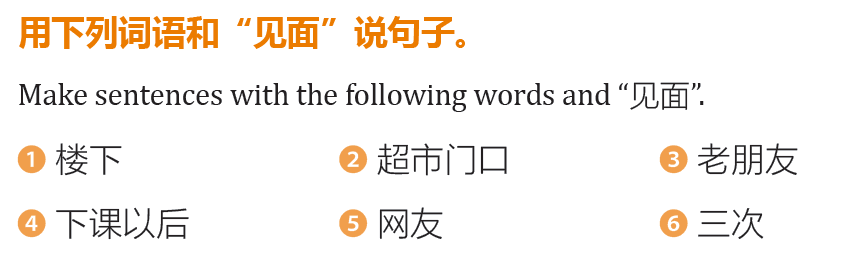 用下列词语和“见面”说句子。
Make sentences with the following words and “见面”.
1 楼下 2 超市门口 3 老朋友
4 下课以后 5 网友 6 三次